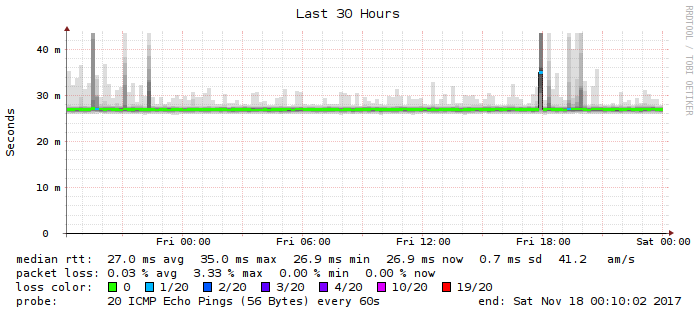 Last 30 Hours
RRDTOOL / TOBI OETIKER
Seconds
40 m
30 m
20 m
10 m
0
Fri 00:00 Fri 06:00 Fri 12:00 Fri 18:00 Sat 00:00
median rtt: 27.0 ms avg 35.0 ms max 26.9 ms min 26.9 ms now 0.7 ms sd 41.2 am/s
packet loss: 0.03 % avg 3.33 % max 0.00 % min 0.00 % now
loss color: 0 1/20 2/20 3/20 4/20 10/20 19/20
probe: 20 ICMP Echo Pings (56 Bytes) every 60s end: Sat Nov 18 00:10:02 2017